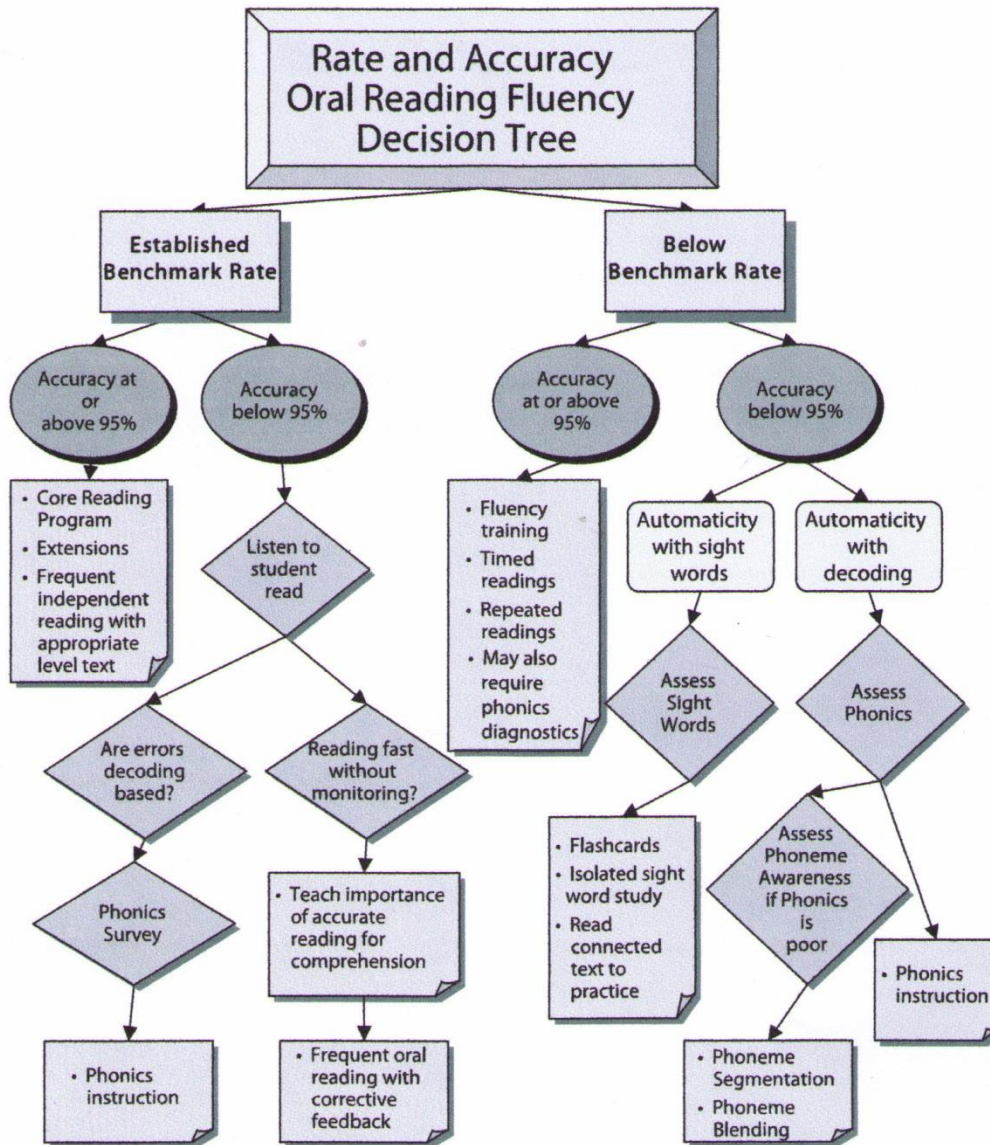 Rate and Accuracy
Oral Reading Fluency
Decision Tree
Established
Benchmark Rate
Below
Benchmark Rate
Accuracy at
or
above 95%
Accuracy
below 95%
Accuracy
at or above
95%
Accuracy
below 95%
• Core Reading
Program
• Extensions
• Frequent
independent
reading with
appropriate
level text
Listen to
student
read
• Fluency
training
• Timed
readings
• Repeated
readings
• May also
require
phonics
diagnostics
Automaticity
with sight
words
Automaticity
with
decoding
Assess
Sight
Words
Assess
Phonics
Are errors
decoding
based?
Reading fast
without
monitoring?
• Flashcards
• Isolated sight
word study
• Read
connected
text to
practice
Assess
Phoneme
Awareness
if Phonics
is
poor
Phonics
Survey
• Teach importance
of accurate
reading for
comprehension
• Phonics
instruction
• Phonics
instruction
• Frequent oral
reading with
corrective
feedback
• Phoneme
Segmentation
• Phoneme
Blending